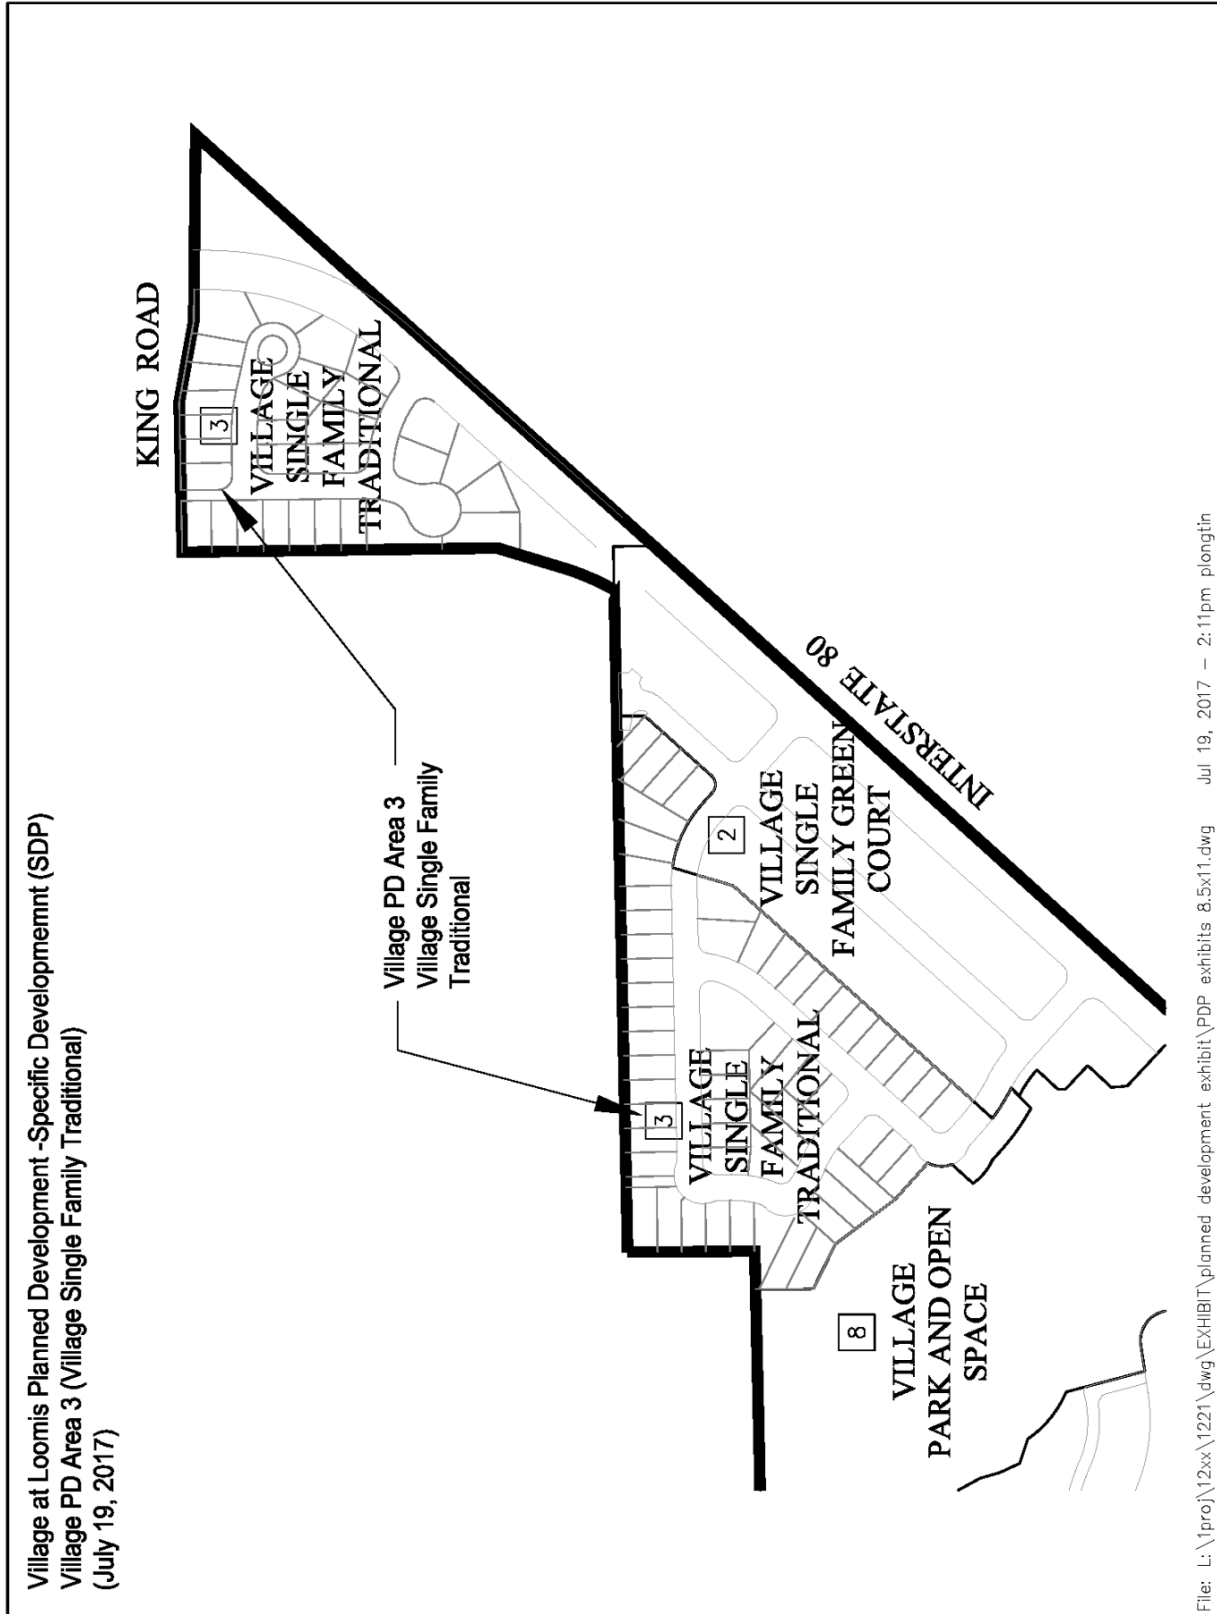 Village at Loomis Planned Development -Specific Developmemnt (SDP)
Village PD Area 3 (Village Single Family Traditional)
(July 19, 2017)
KING ROAD
3
VILLAGE
SINGLE
FAMILY
TRADITIONAL
Village PD Area 3
Village Single Family
Traditional
INTERSTATE 80
2
VILLAGE
SINGLE
FAMILY GREEN
COURT
3
VILLAGE
SINGLE
FAMILY
TRADITIONAL
8
VILLAGE
PARK AND OPEN
SPACE
File: L:\1proj\12xx\1221\dwg\EXHIBIT\planned development exhibit\PDP exhibits 8.5x11.dwg Jul 19, 2017 - 2:11pm plongtin